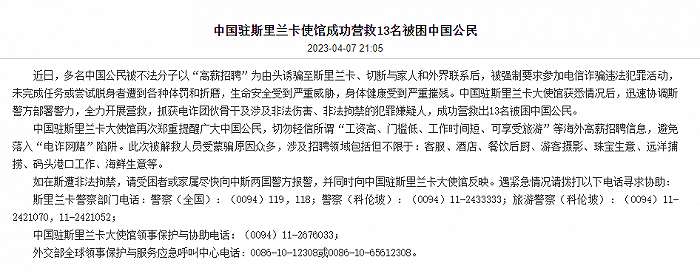 中国驻斯里兰卡使馆成功营救13名被困中国公民
2023-04-07 21:05
近日，多名中国公民被不法分子以“高薪招聘”为由头诱骗至斯里兰卡、切断与家人和外界联系后，被强制要求参加电信诈骗违法犯罪活动，
未完成任务或尝试脱身者遭到各种体罚和折磨，生命安全受到严重威胁，身体健康受到严重摧残。中国驻斯里兰卡大使馆获悉情况后，迅速协调斯
警方部署警力，全力开展营救，抓获电诈团伙骨干及涉及非法伤害、非法拘禁的犯罪嫌疑人，成功营救出13名被困中国公民。
中国驻斯里兰卡大使馆再次郑重提醒广大中国公民，切勿轻信所谓“工资高、门槛低、工作时间短、可享受旅游”等海外高薪招聘信息，避免
落入“电诈网赌”陷阱。此次被解救人员受蒙骗原因众多，涉及招聘领域包括但不限于：客服、酒店、餐饮后厨、游客摄影、珠宝生意、远洋捕
捞、码头港口工作、海鲜生意等。
如在斯遭非法拘禁，请受困者或家属尽快向中斯两国警方报警，并同时向中国驻斯里兰卡大使馆反映。遇紧急情况请拨打以下电话寻求协助：
斯里兰卡警察部门电话：警察（全国）：（0094）119，118；警察（科伦坡）：（0094）11-2433333；旅游警察（科伦坡）：（0094）11-
2421070，11-2421052；
中国驻斯里兰卡大使馆领事保护与协助电话：（0094）11-2676033；
外交部全球领事保护与服务应急呼叫中心电话：0086-10-12308或0086-10-65612308。